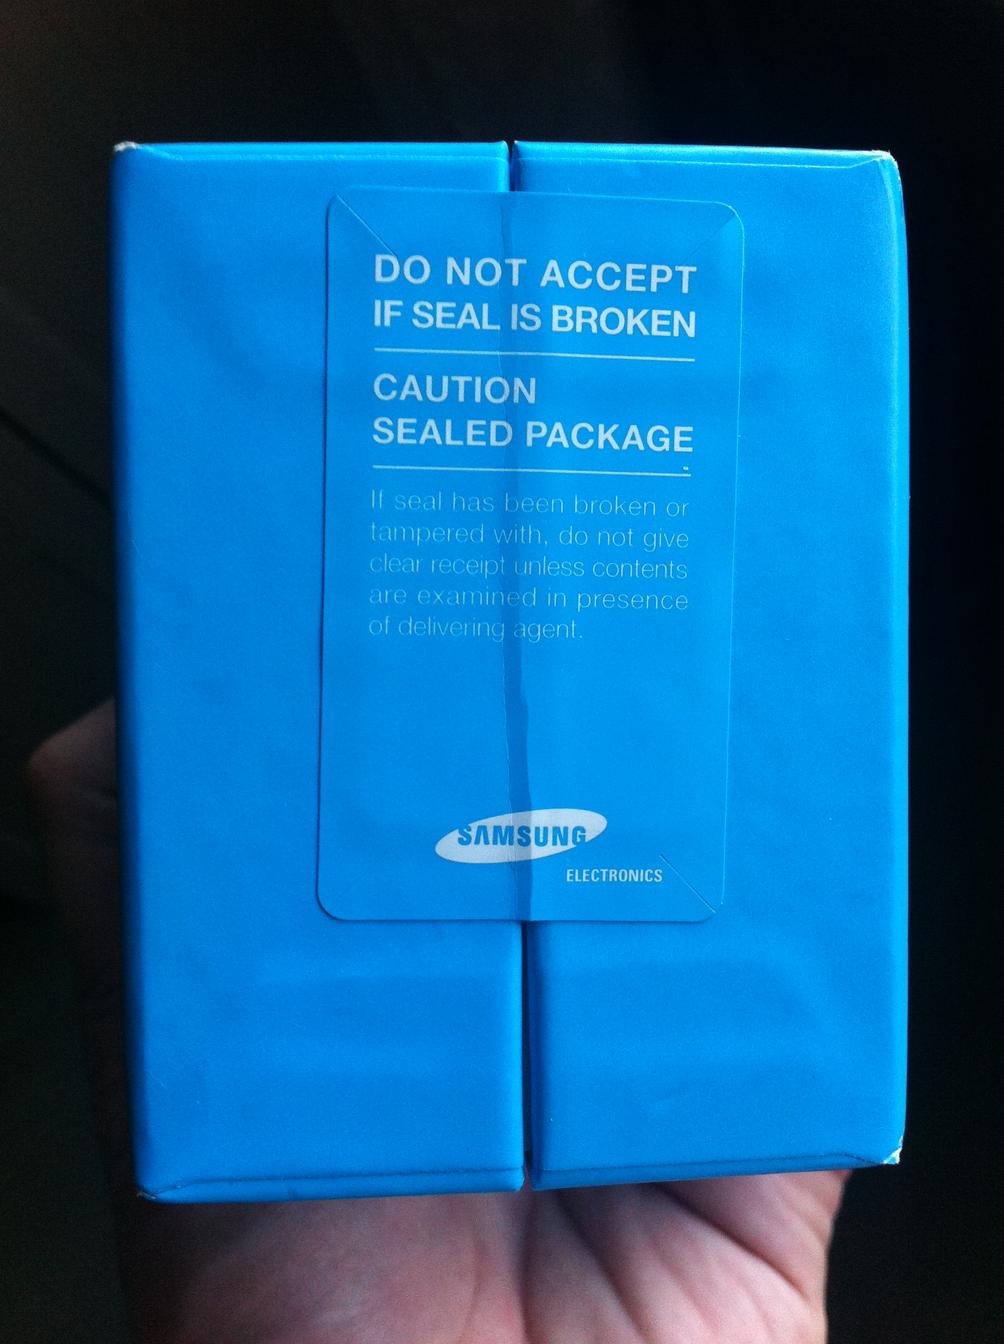 DO NOT ACCEPT
IF SEAL IS BROKEN
CAUTION
SEALED PACKAGE
If seal has been broken or
tampered with, do not give
clear receipt unless contents
are examined in presence
of delivering agent.
SAMSUNG
ELECTRONICS